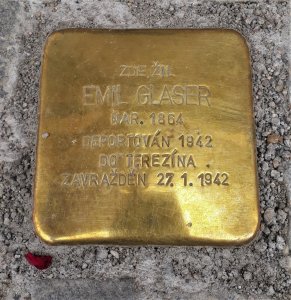 ZDE ŽIL
EMIL GLASER
NAR. 1864
DEPORTOVÁN 1942
DO TEREZÍNA
ZAVRAŽDĚN 27. 1. 1942